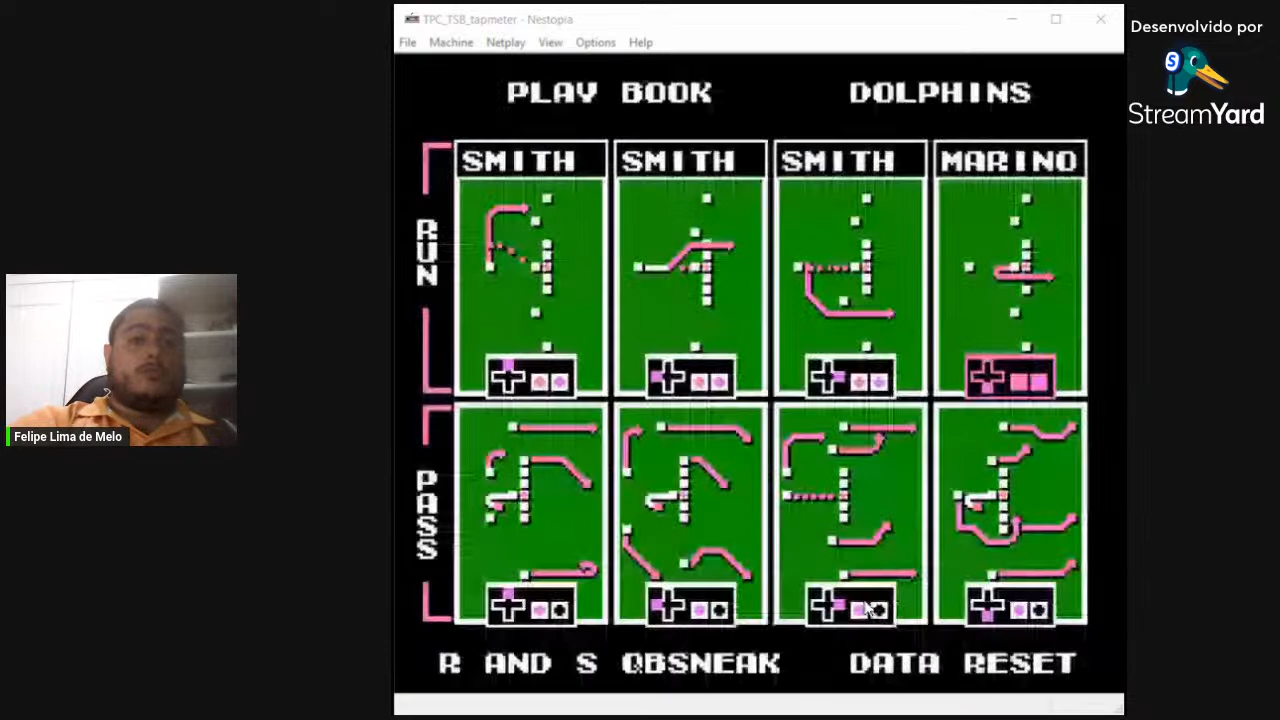 TPC_TSB_tapmeter - Nestopia
File Machine Netplay View Options Help
Desenvolvido por
S
StreamYard
PLAY BOOK DOLPHINS
SMITH SMITH SMITH MARINO
RUN
PASS
Felipe Lima de Melo
R AND S QBSNEAK DATA RESET